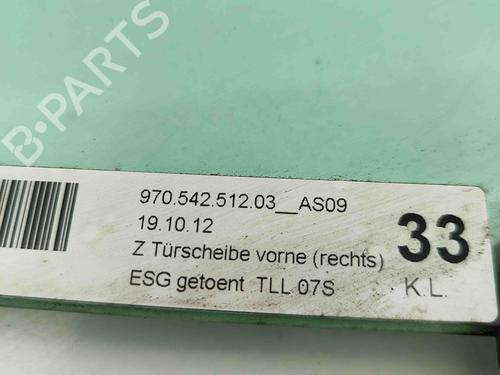 B-PARTS
970.542.512.03__AS09
19.10.12
Z Türscheibe vorne (rechts)
ESG getoent TLL 07S
33
K.L.